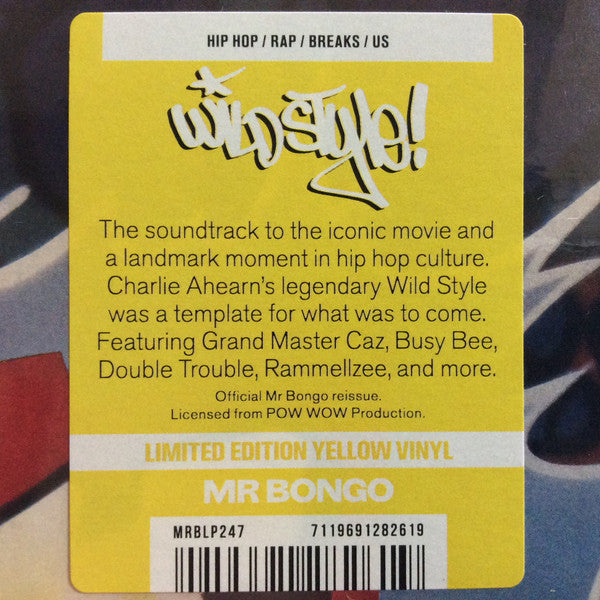 HIP HOP / RAP / BREAKS / US
WILD STYLE!
The soundtrack to the iconic movie and
a landmark moment in hip hop culture.
Charlie Ahearn's legendary Wild Style
was a template for what was to come.
Featuring Grand Master Caz, Busy Bee,
Double Trouble, Rammellzee, and more.
Official Mr Bongo reissue.
Licensed from POW WOW Production.
LIMITED EDITION YELLOW VINYL
MR BONGO
MRBLP247 7119691282619